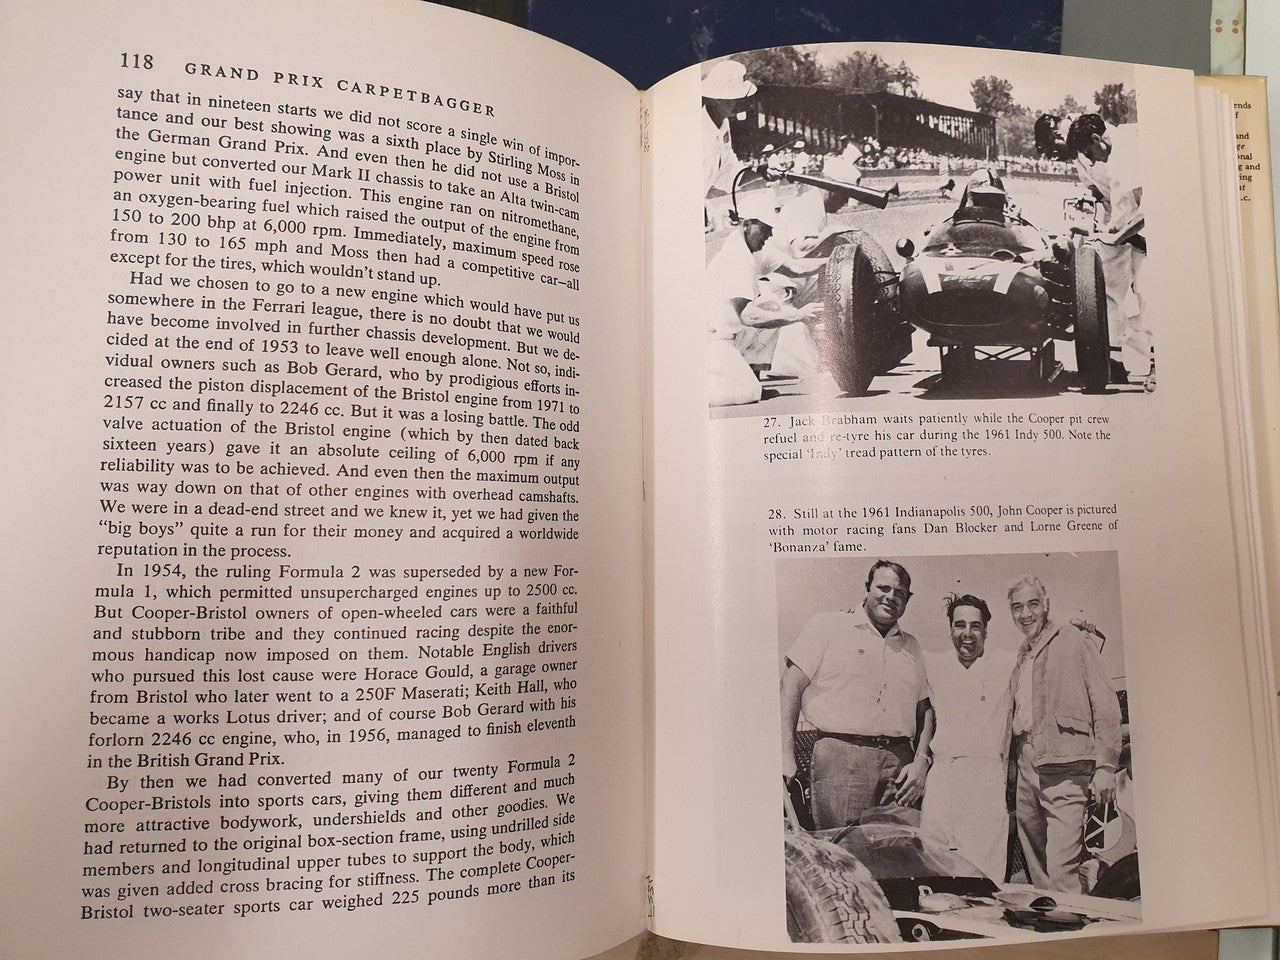 118 GRAND PRIX CARPETBAGGER
say that in nineteen starts we did not score a single win of impor-
tance and our best showing was a sixth place by Stirling Moss in
the German Grand Prix. And even then he did not use a Bristol
engine but converted our Mark II chassis to take an Alta twin-cam
power unit with fuel injection. This engine ran on nitromethane,
an oxygen-bearing fuel which raised the output of the engine from
150 to 200 bhp at 6,000 rpm. Immediately, maximum speed rose
from 130 to 165 mph and Moss then had a competitive car—all
except for the tires, which wouldn't stand up.
Had we chosen to go to a new engine which would have put us
somewhere in the Ferrari league, there is no doubt that we would
have become involved in further chassis development. But we de-
cided at the end of 1953 to leave well enough alone. Not so, indi-
vidual owners such as Bob Gerard, who by prodigious efforts in-
creased the piston displacement of the Bristol engine from 1971 to
2157 cc and finally to 2246 cc. But it was a losing battle. The odd
valve actuation of the Bristol engine (which by then dated back
sixteen years) gave it an absolute ceiling of 6,000 rpm if any
reliability was to be achieved. And even then the maximum output
was way down on that of other engines with overhead camshafts.
We were in a dead-end street and we knew it, yet we had given the
"big boys" quite a run for their money and acquired a worldwide
reputation in the process.
In 1954, the ruling Formula 2 was superseded by a new For-
mula 1, which permitted unsupercharged engines up to 2500 cc.
But Cooper-Bristol owners of open-wheeled cars were a faithful
and stubborn tribe and they continued racing despite the enor-
mous handicap now imposed on them. Notable English drivers
who pursued this lost cause were Horace Gould, a garage owner
from Bristol who later went to a 250F Maserati; Keith Hall, who
became a works Lotus driver; and of course Bob Gerard with his
forlorn 2246 cc engine, who, in 1956, managed to finish eleventh
in the British Grand Prix.
By then we had converted many of our twenty Formula 2
Cooper-Bristols into sports cars, giving them different and much
more attractive bodywork, undershields and other goodies. We
had returned to the original box-section frame, using undrilled side
members and longitudinal upper tubes to support the body, which
was given added cross bracing for stiffness. The complete Cooper-
Bristol two-seater sports car weighed 225 pounds more than its
27. Jack Brabham waits patiently while the Cooper pit crew
refuel and re-tyre his car during the 1961 Indy 500. Note the
special 'Indy' tread pattern of the tyres.
28. Still at the 1961 Indianapolis 500, John Cooper is pictured
with motor racing fans Dan Blocker and Lorne Greene of
'Bonanza' fame.
ends
f
and
ge
onal
g and
ing
.c.